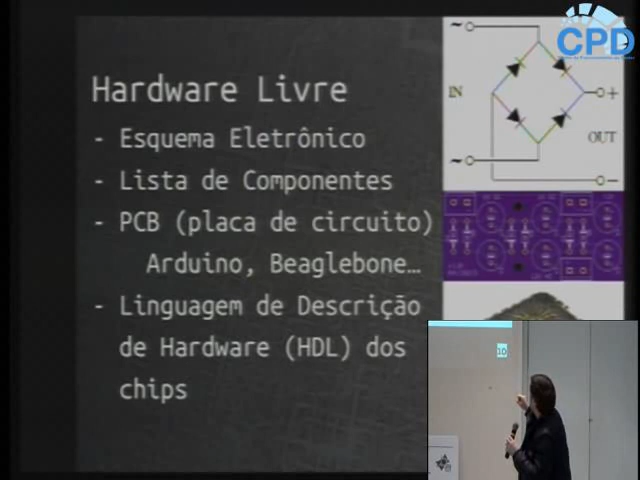 Hardware Livre
- Esquema Eletrônico
- Lista de Componentes
- PCB (placa de circuito)
Arduino, Beaglebone…
- Linguagem de Descrição
de Hardware (HDL) dos
chips
~
IN
+
OUT
~
−
CPD
10